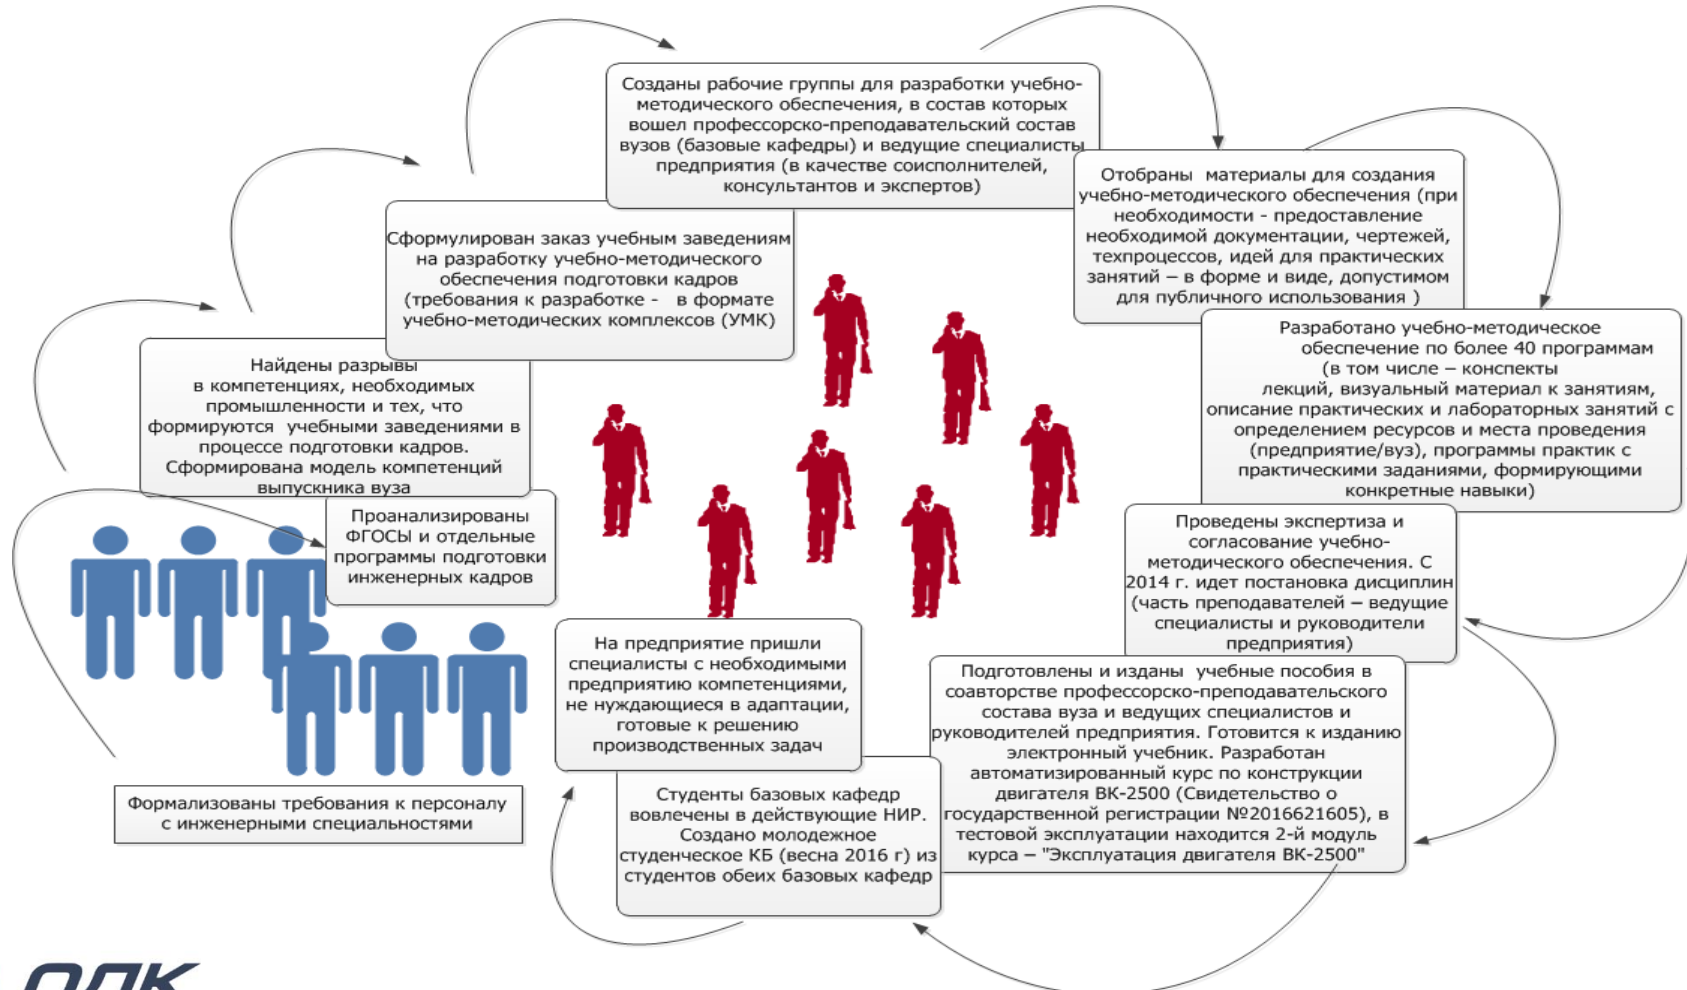 Созданы рабочие группы для разработки учебно-
методического обеспечения, в состав которых
вошел профессорско-преподавательский состав
вузов (базовые кафедры) и ведущие специалисты
предприятия (в качестве соисполнителей,
консультантов и экспертов)
Отобраны материалы для создания
учебно-методического обеспечения (при
необходимости - предоставление
необходимой документации, чертежей,
техпроцессов, идей для практических
занятий – в форме и виде, допустимом
для публичного использования )
Сформулирован заказ учебным заведениям
на разработку учебно-методического
обеспечения подготовки кадров
(требования к разработке - в формате
учебно-методических комплексов (УМК)
Разработано учебно-методическое
обеспечение по более 40 программам
(в том числе – конспекты
лекций, визуальный материал к занятиям,
описание практических и лабораторных занятий с
определением ресурсов и места проведения
(предприятие/вуз), программы практик с
практическими заданиями, формирующими
конкретные навыки)
Найдены разрывы
в компетенциях, необходимых
промышленности и тех, что
формируются учебными заведениями в
процессе подготовки кадров.
Сформирована модель компетенций
выпускника вуза
Проанализированы
ФГОСЫ и отдельные
программы подготовки
инженерных кадров
Проведены экспертиза и
согласование учебно-
методического обеспечения. С
2014 г. идет постановка дисциплин
(часть преподавателей – ведущие
специалисты и руководители
предприятия)
На предприятие пришли
специалисты с необходимыми
предприятию компетенциями,
не нуждающиеся в адаптации,
готовые к решению
производственных задач
Подготовлены и изданы учебные пособия в
соавторстве профессорско-преподавательского
состава вуза и ведущих специалистов и
руководителей предприятия. Готовится к изданию
электронный учебник. Разработан
автоматизированный курс по конструкции
двигателя ВК-2500 (Свидетельство о
государственной регистрации №2016621605), в
тестовой эксплуатации находится 2-й модуль
курса – "Эксплуатация двигателя ВК-2500"
Студенты базовых кафедр
вовлечены в действующие НИР.
Создано молодежное
студенческое КБ (весна 2016 г) из
студентов обеих базовых кафедр
Формализованы требования к персоналу
с инженерными специальностями
ОДК